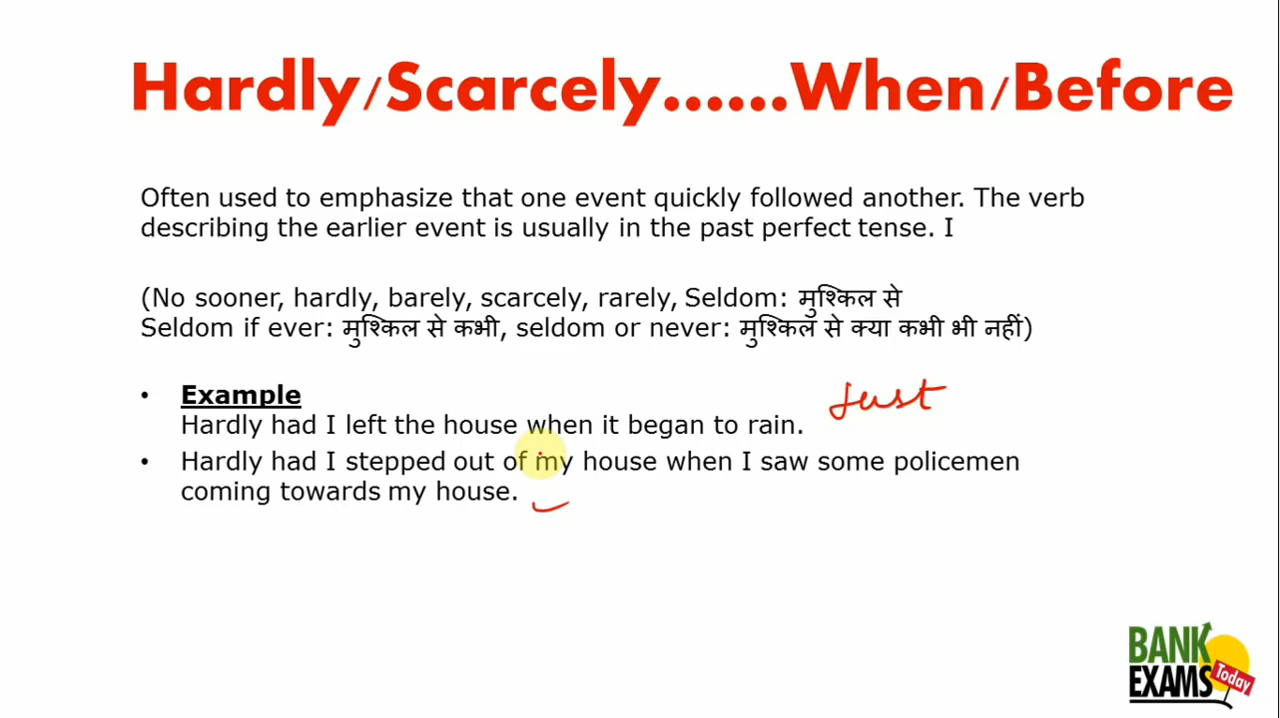 Hardly/Scarcely......When/Before
Often used to emphasize that one event quickly followed another. The verb
describing the earlier event is usually in the past perfect tense. I
(No sooner, hardly, barely, scarcely, rarely, Seldom: मुश्किल से
Seldom if ever: मुश्किल से कभी, seldom or never: मुश्किल से क्या कभी भी नहीं)
• Example
Just
Hardly had I left the house when it began to rain.
• Hardly had I stepped out of my house when I saw some policemen
coming towards my house.
BANK
EXAMS
Today